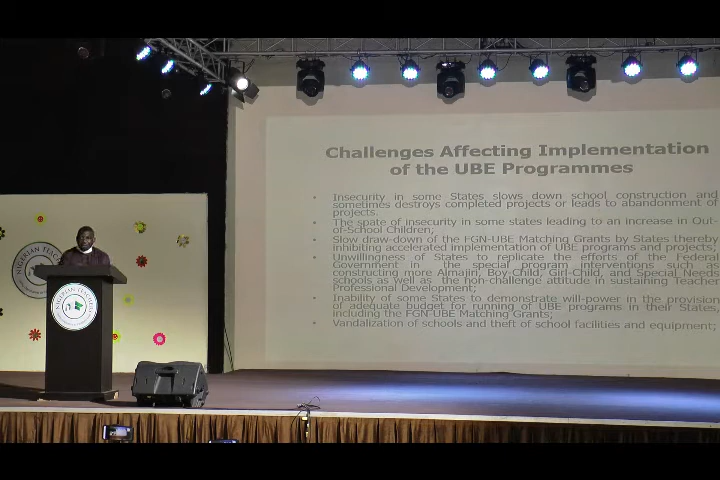 Challenges Affecting Implementation
of the UBE Programmes
• Insecurity in some States slows down school construction and
sometimes destroys completed projects or leads to abandonment of
projects.
• The spate of insecurity in some states leading to an increase in Out-
of-School Children;
• Slow draw-down of the FGN-UBE Matching Grants by States thereby
inhibiting accelerated implementation of UBE programs and projects;
• Unwillingness of States to replicate the efforts of the Federal
Government in the special program interventions such as
constructing more Almajiri, Boy-Child, Girl-Child, and Special Needs
schools as well as the non-challenge attitude in sustaining Teacher
Professional Development;
• Inability of some States to demonstrate will-power in the provision
of adequate budget for running of UBE programs in their States,
including the FGN-UBE Matching Grants;
• Vandalization of schools and theft of school facilities and equipment;
NIGERIAN TEAC
NIGERIAN TEACHER